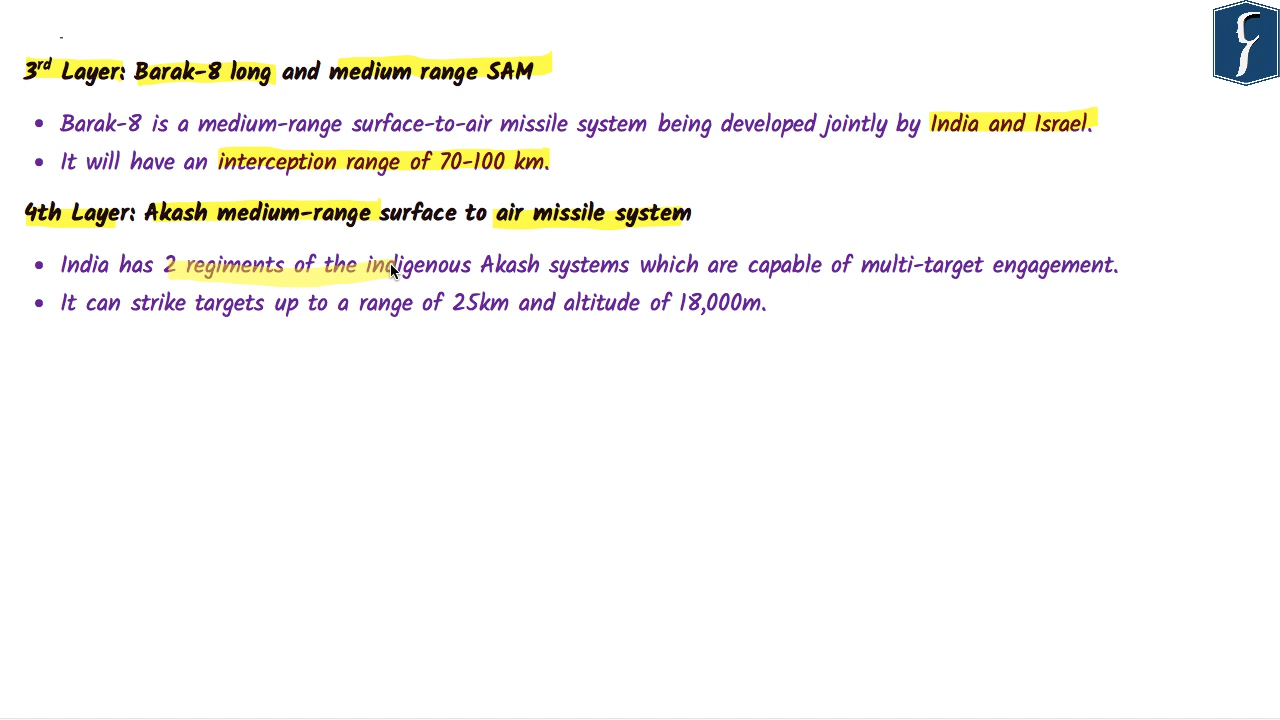 3rd Layer: Barak-8 long and medium range SAM
• Barak-8 is a medium-range surface-to-air missile system being developed jointly by India and Israel.
• It will have an interception range of 70-100 km.
4th Layer: Akash medium-range surface to air missile system
• India has 2 regiments of the indigenous Akash systems which are capable of multi-target engagement.
• It can strike targets up to a range of 25km and altitude of 18,000m.